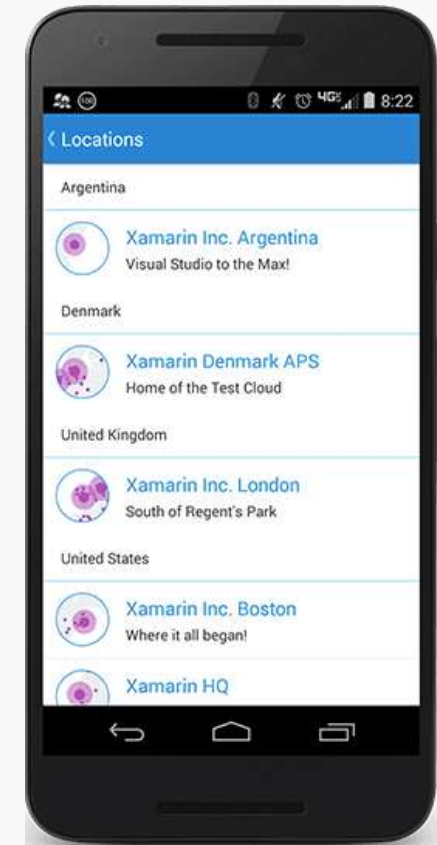 100
4G 8:22
Locations
Argentina
Xamarin Inc. Argentina
Visual Studio to the Max!
Denmark
Xamarin Denmark APS
Home of the Test Cloud
United Kingdom
Xamarin Inc. London
South of Regent's Park
United States
Xamarin Inc. Boston
Where it all began!
Xamarin HQ